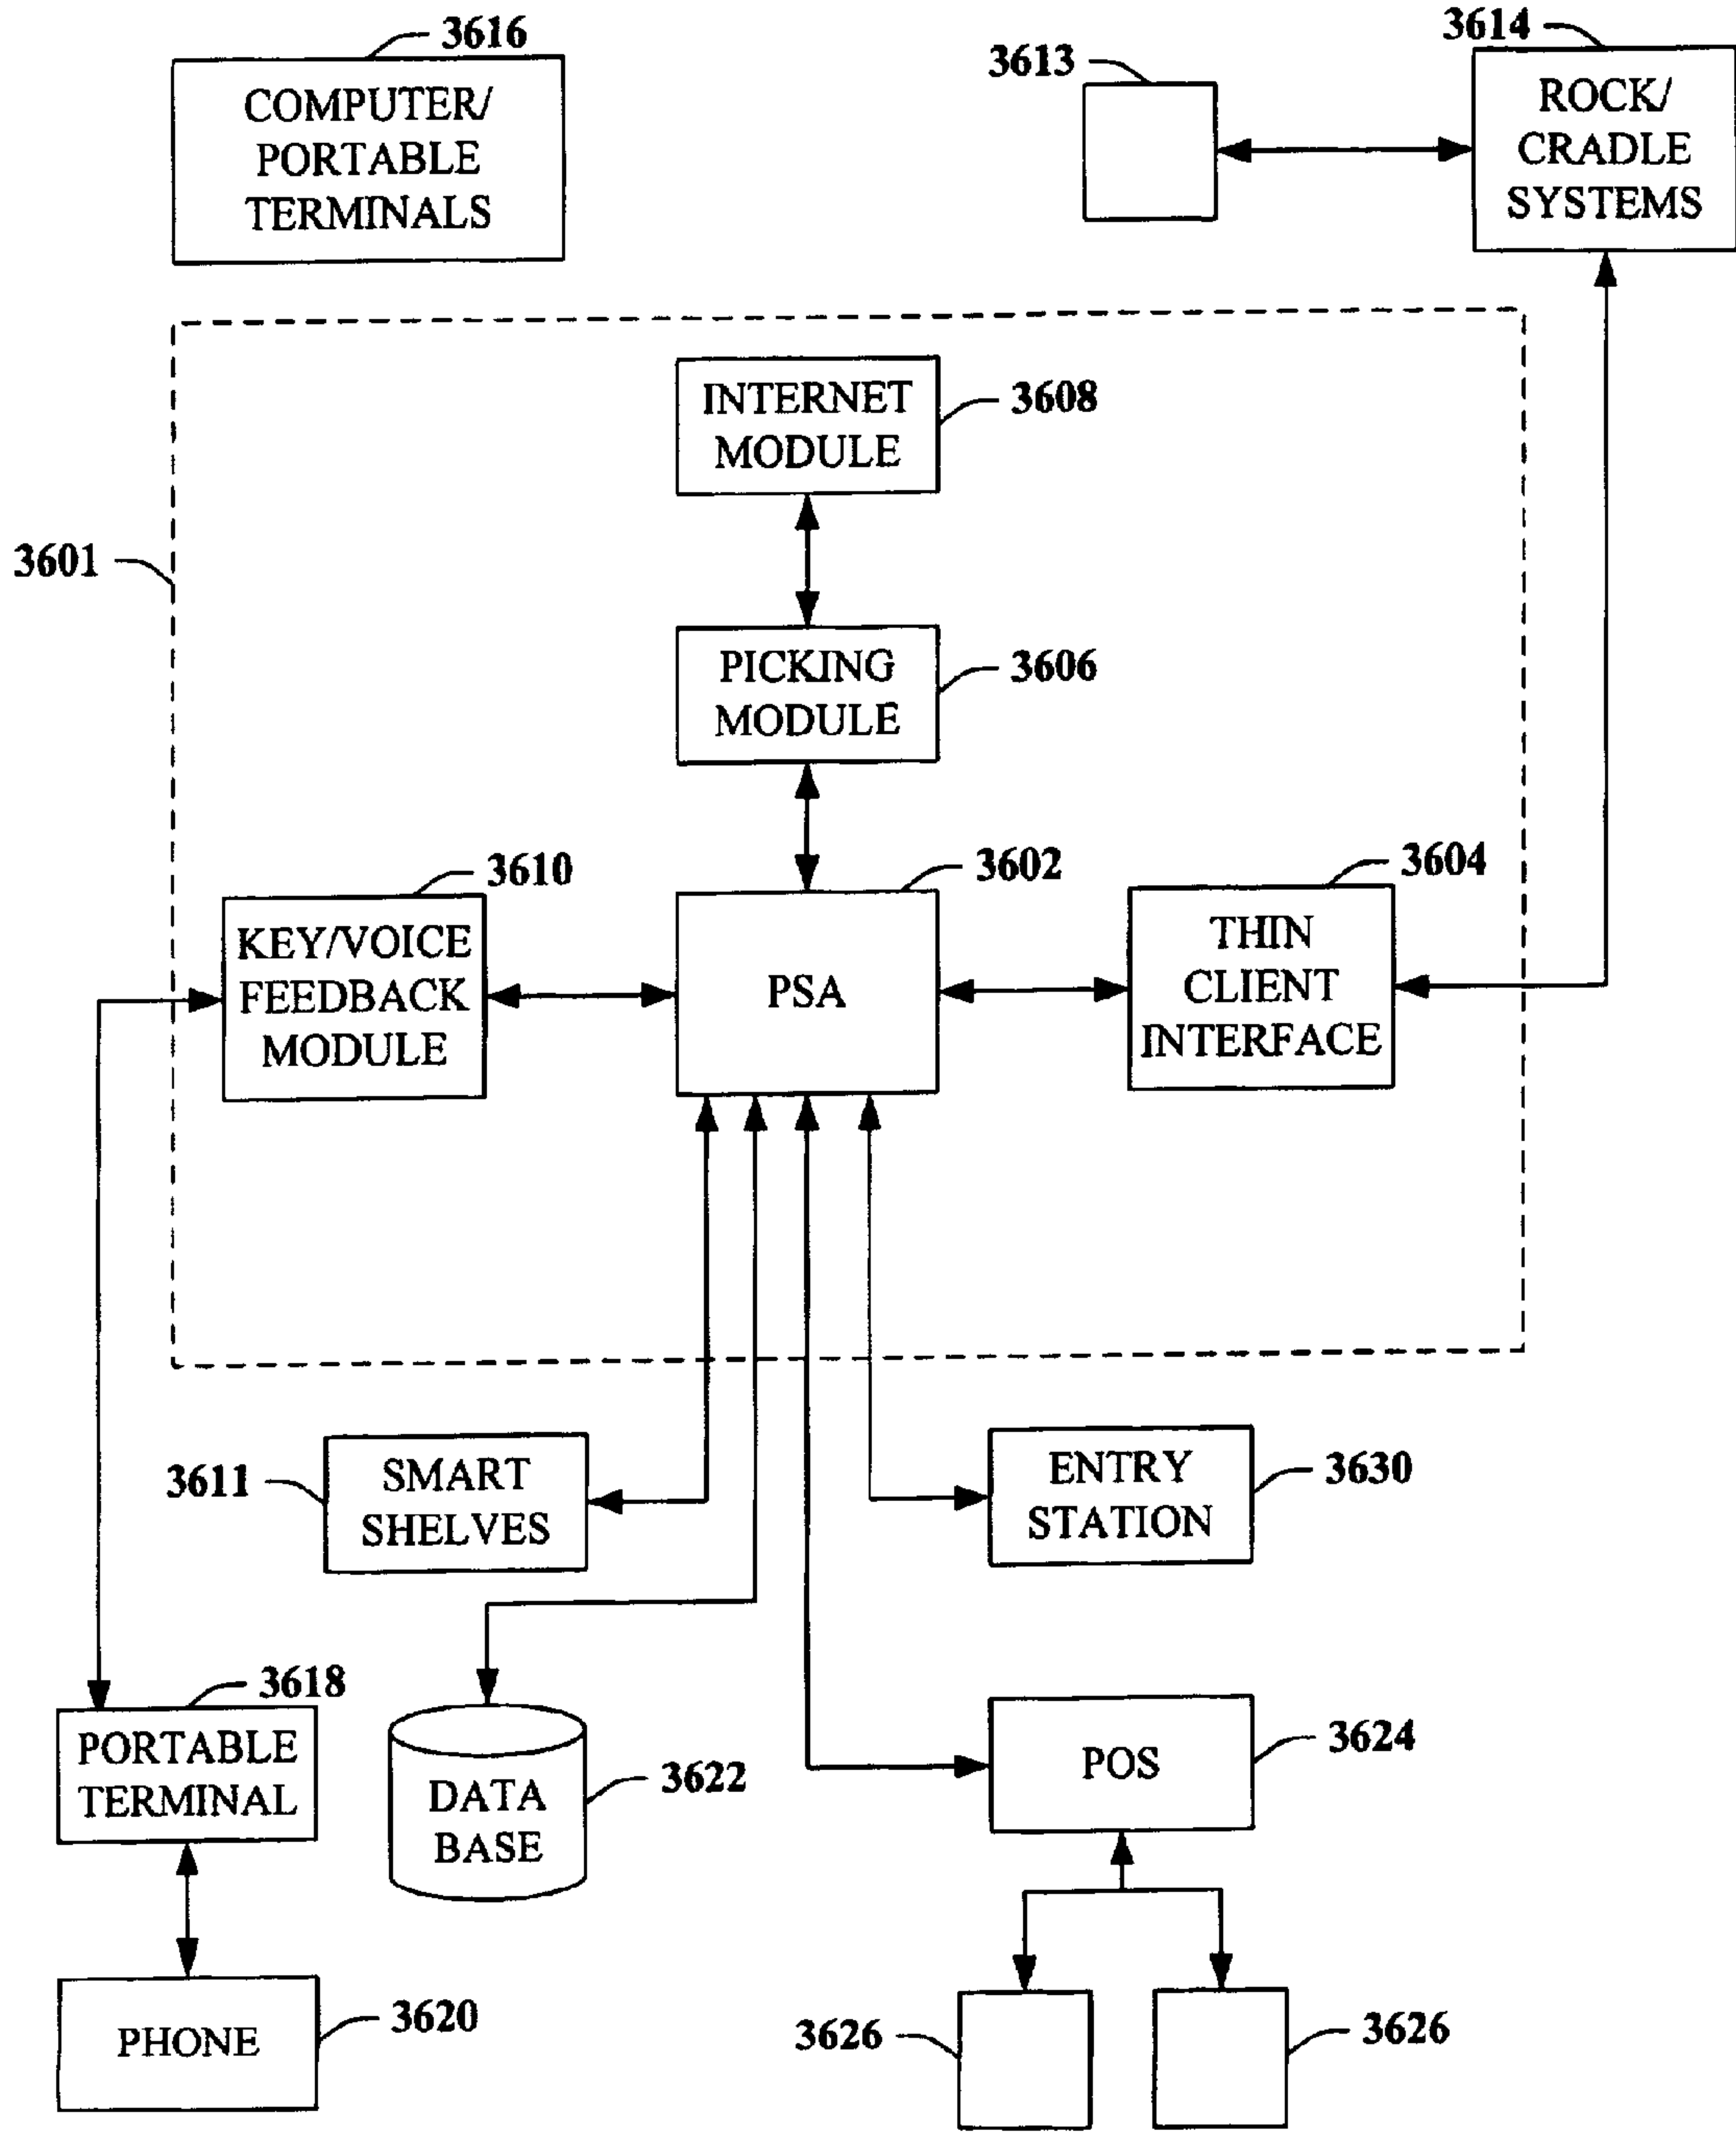 3616
COMPUTER/
PORTABLE
TERMINALS
3613
3614
ROCK/
CRADLE
SYSTEMS
3601
INTERNET
MODULE
3608
PICKING
MODULE
3606
3610
KEY/VOICE
FEEDBACK
MODULE
3602
PSA
3604
THIN
CLIENT
INTERFACE
3611
SMART
SHELVES
ENTRY
STATION
3630
3618
PORTABLE
TERMINAL
DATA
BASE
3622
POS
3624
PHONE
3620
3626
3626